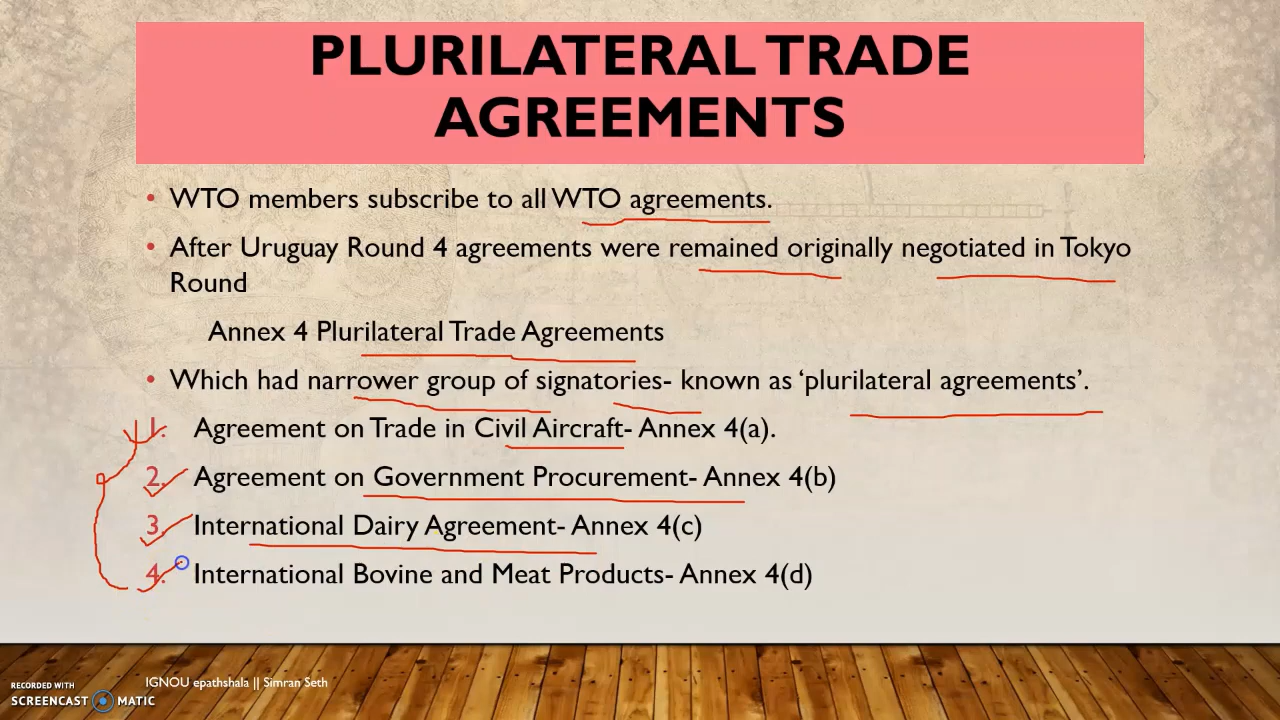 PLURILATERAL TRADE
AGREEMENTS
• WTO members subscribe to all WTO agreements.
• After Uruguay Round 4 agreements were remained originally negotiated in Tokyo
Round
Annex 4 Plurilateral Trade Agreements
• Which had narrower group of signatories- known as ‘plurilateral agreements’.
1. Agreement on Trade in Civil Aircraft- Annex 4(a).
2. Agreement on Government Procurement- Annex 4(b)
3. International Dairy Agreement- Annex 4(c)
4. International Bovine and Meat Products- Annex 4(d)
IGNOU epathshala || Simran Seth
RECORDED WITH
SCREENCAST MATIC